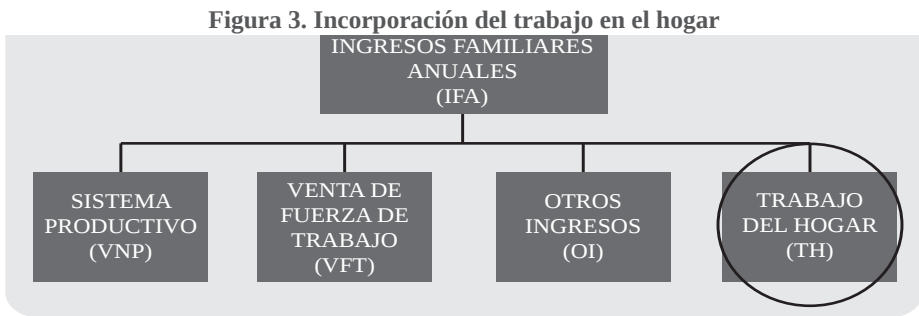 Figura 3. Incorporación del trabajo en el hogar
INGRESOS FAMILIARES
ANUALES
(IFA)
SISTEMA
PRODUCTIVO
(VNP)
VENTA DE
FUERZA DE
TRABAJO
(VFT)
OTROS
INGRESOS
(OI)
TRABAJO
DEL HOGAR
(TH)